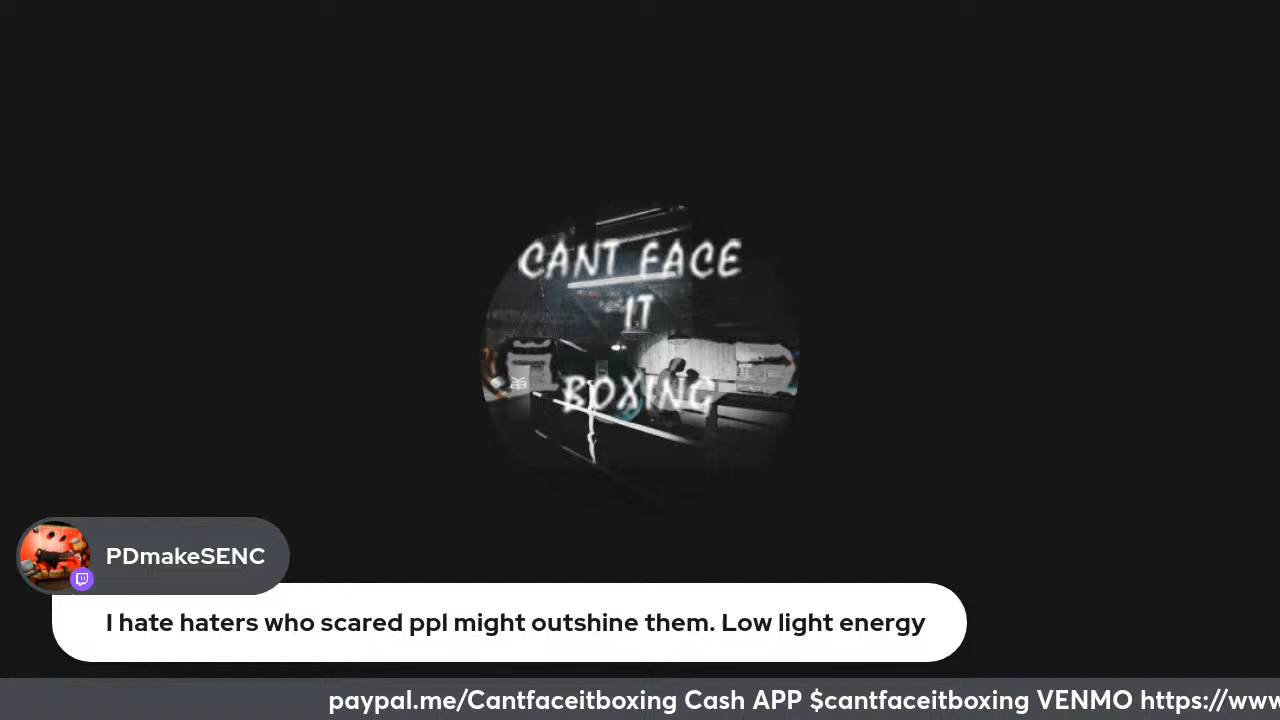 CANT FACE
IT
BOXING
PDmakeSENC
I hate haters who scared ppl might outshine them. Low light energy
paypal.me/Cantfaceitboxing Cash APP $cantfaceitboxing VENMO https://www